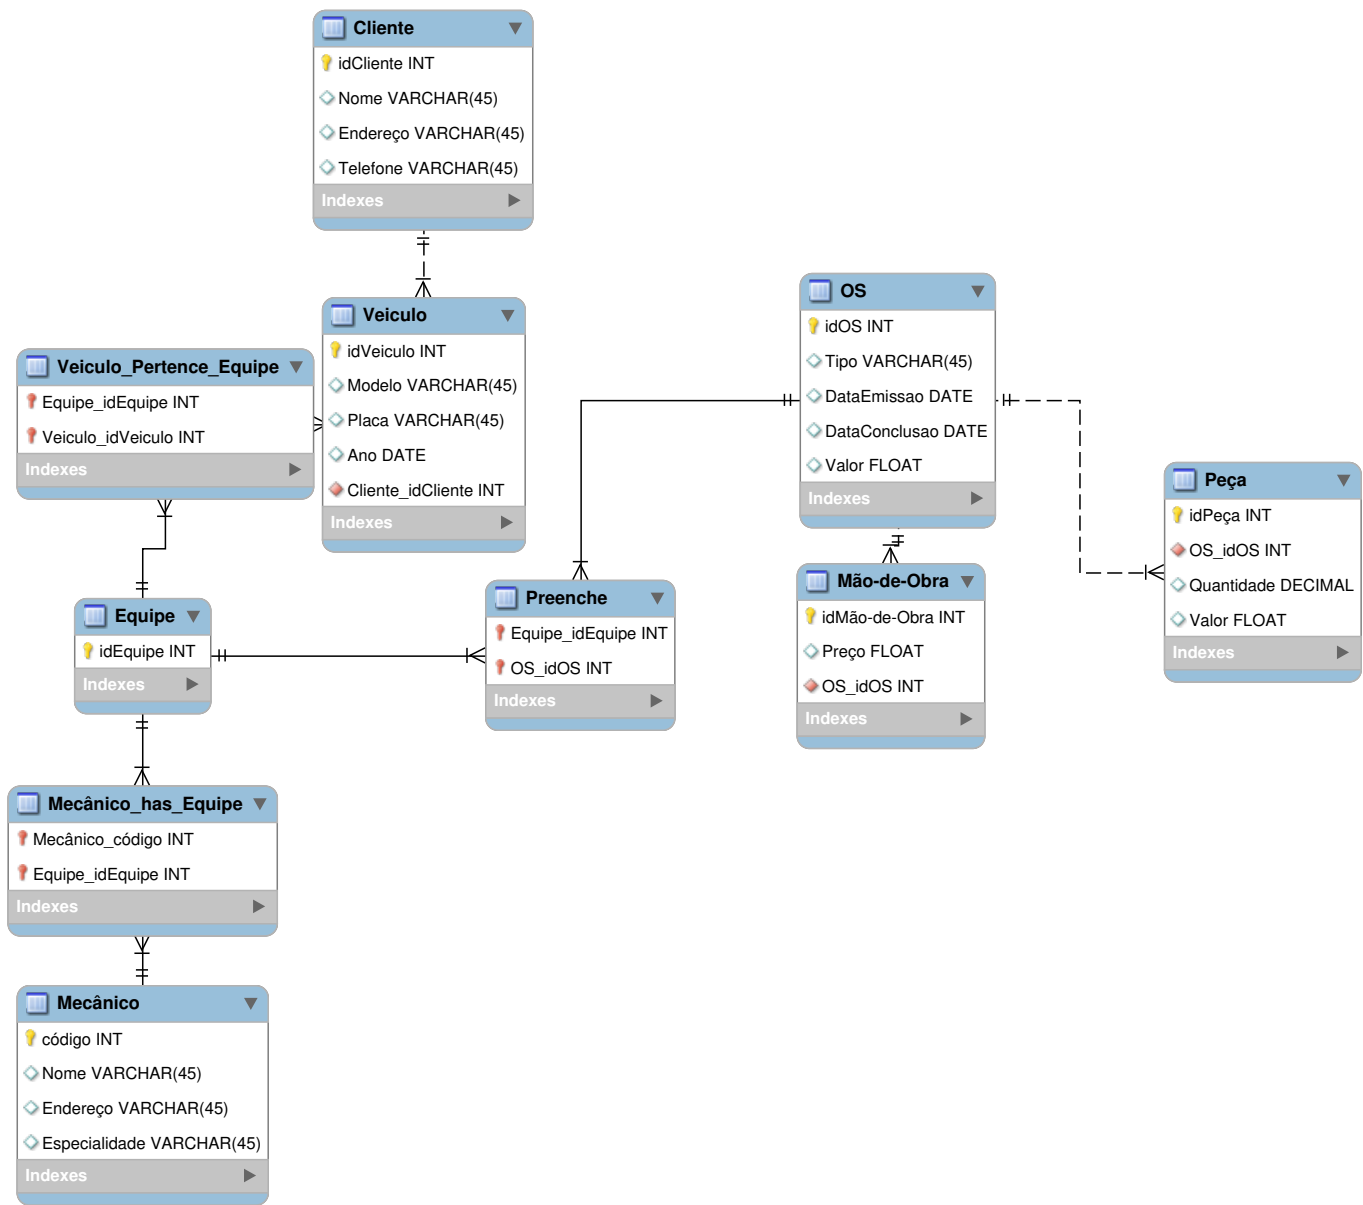 Cliente
idCliente INT
Nome VARCHAR(45)
Endereço VARCHAR(45)
Telefone VARCHAR(45)
Indexes
Veiculo
idVeiculo INT
Modelo VARCHAR(45)
Placa VARCHAR(45)
Ano DATE
Cliente_idCliente INT
Indexes
Veiculo_Pertence_Equipe
Equipe_idEquipe INT
Veiculo_idVeiculo INT
Indexes
OS
idOS INT
Tipo VARCHAR(45)
DataEmissao DATE
DataConclusao DATE
Valor FLOAT
Indexes
Peça
idPeça INT
OS_idOS INT
Quantidade DECIMAL
Valor FLOAT
Indexes
Equipe
idEquipe INT
Indexes
Preenche
Equipe_idEquipe INT
OS_idOS INT
Indexes
Mão-de-Obra
idMão-de-Obra INT
Preço FLOAT
OS_idOS INT
Indexes
Mecânico_has_Equipe
Mecânico_código INT
Equipe_idEquipe INT
Indexes
Mecânico
código INT
Nome VARCHAR(45)
Endereço VARCHAR(45)
Especialidade VARCHAR(45)
Indexes